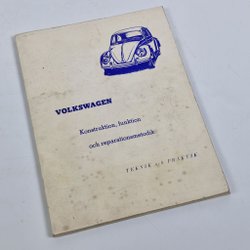 VOLKSWAGEN
Konstruktion, funktion
och reparationsmetodik
TEKNIK och PRAKTIK